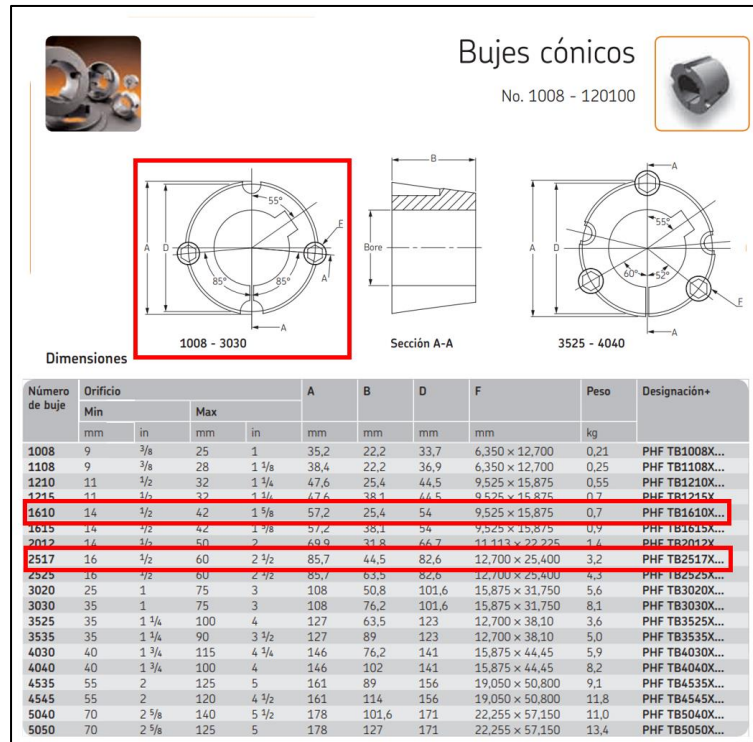 Bujes cónicos
No. 1008 - 120100
B
A
55°
F
A D
85° 85° A
A
1008 - 3030
Bore
Sección A-A
A
55°
A D
60° 52°
F
A
3525 - 4040
Dimensiones
Número de buje Orificio A B D F Peso Designación+
Min Max
mm in mm in mm mm mm mm kg
1008 9 3/8 25 1 35,2 22,2 33,7 6,350 × 12,700 0,21 PHF TB1008X...
1108 9 3/8 28 1 1/8 38,4 22,2 36,9 6,350 × 12,700 0,25 PHF TB1108X...
1210 11 1/2 32 1 1/4 47,6 25,4 44,5 9,525 × 15,875 0,55 PHF TB1210X...
1215 11 1/2 32 1 1/4 47,6 38,1 44,5 9,525 × 15,875 0,7 PHF TB1215X...
1610 14 1/2 42 1 5/8 57,2 25,4 54 9,525 × 15,875 0,7 PHF TB1610X...
1615 14 1/2 42 1 5/8 57,2 38,1 54 9,525 × 15,875 0,9 PHF TB1615X...
2012 14 1/2 50 2 69,9 31,8 66,7 11,113 × 22,225 1,4 PHF TB2012X...
2517 16 1/2 60 2 1/2 85,7 44,5 82,6 12,700 × 25,400 3,2 PHF TB2517X...
2525 16 1/2 60 2 1/2 85,7 63,5 82,6 12,700 × 25,400 4,3 PHF TB2525X...
3020 25 1 75 3 108 50,8 101,6 15,875 × 31,750 5,6 PHF TB3020X...
3030 35 1 75 3 108 76,2 101,6 15,875 × 31,750 8,1 PHF TB3030X...
3525 35 1 1/4 100 4 127 63,5 123 12,700 × 38,10 3,6 PHF TB3525X...
3535 35 1 1/4 90 3 1/2 127 89 123 12,700 × 38,10 5,0 PHF TB3535X...
4030 40 1 3/4 115 4 1/4 146 76,2 141 15,875 × 44,45 5,9 PHF TB4030X...
4040 40 1 3/4 100 4 146 102 141 15,875 × 44,45 8,2 PHF TB4040X...
4535 55 2 125 5 161 89 156 19,050 × 50,800 9,1 PHF TB4535X...
4545 55 2 120 4 1/2 161 114 156 19,050 × 50,800 11,8 PHF TB4545X...
5040 70 2 5/8 140 5 1/2 178 101,6 171 22,255 × 57,150 11,0 PHF TB5040X...
5050 70 2 5/8 125 5 178 127 171 22,255 × 57,150 13,4 PHF TB5050X...